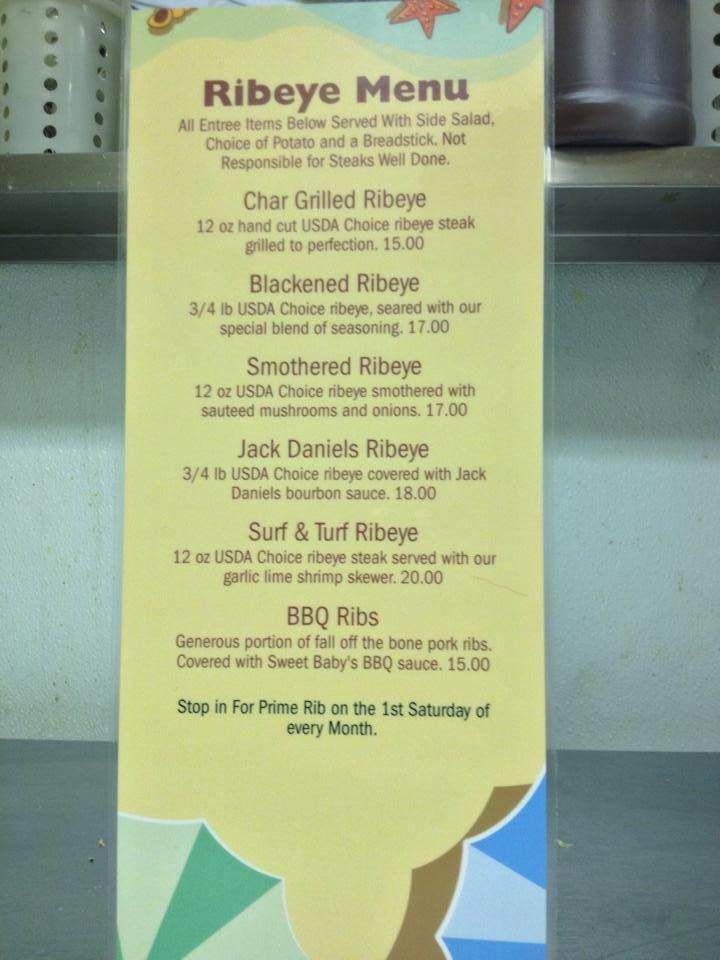 Ribeye Menu
All Entree Items Below Served With Side Salad,
Choice of Potato and a Breadstick. Not
Responsible for Steaks Well Done.
Char Grilled Ribeye
12 oz hand cut USDA Choice ribeye steak
grilled to perfection. 15.00
Blackened Ribeye
3/4 lb USDA Choice ribeye, seared with our
special blend of seasoning. 17.00
Smothered Ribeye
12 oz USDA Choice ribeye smothered with
sauteed mushrooms and onions. 17.00
Jack Daniels Ribeye
3/4 lb USDA Choice ribeye covered with Jack
Daniels bourbon sauce. 18.00
Surf & Turf Ribeye
12 oz USDA Choice ribeye steak served with our
garlic lime shrimp skewer. 20.00
BBQ Ribs
Generous portion of fall off the bone pork ribs.
Covered with Sweet Baby's BBQ sauce. 15.00
Stop in For Prime Rib on the 1st Saturday of
every Month.